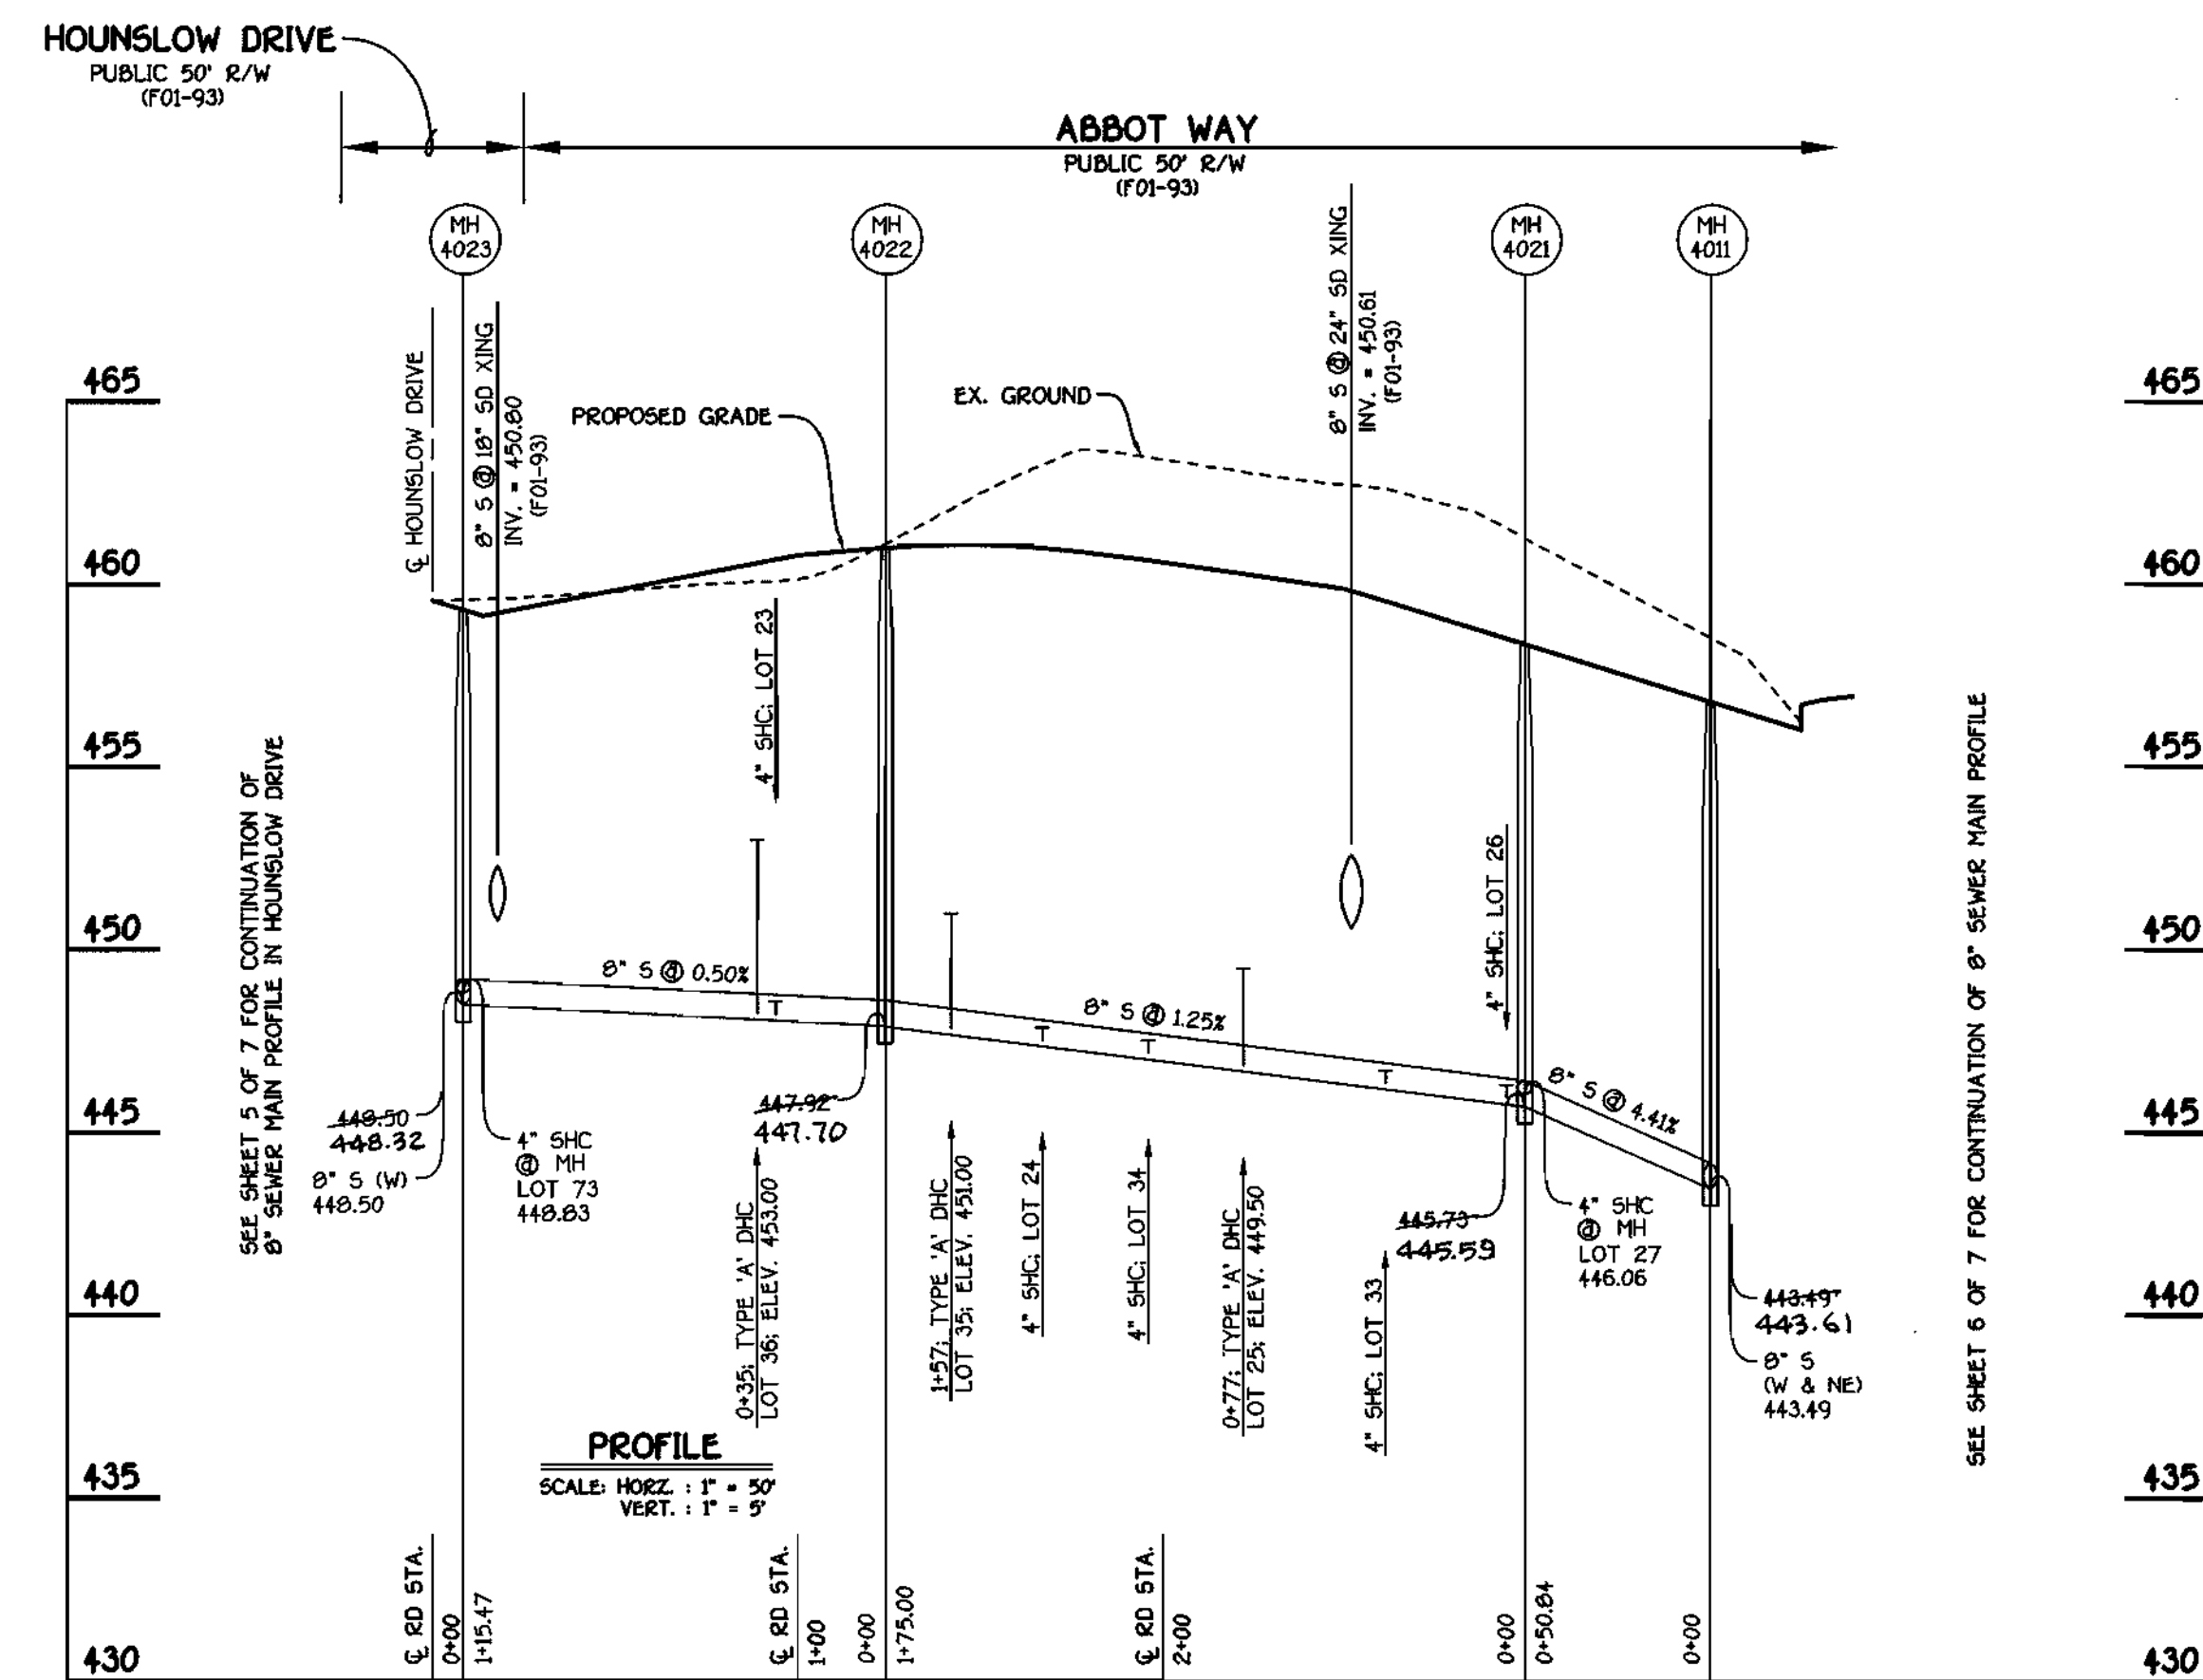 HOUNSLOW DRIVE
PUBLIC 50' R/W
(F01-93)
ABBOT WAY
PUBLIC 50' R/W
(F01-93)
MH
4023
MH
4022
MH
4021
MH
4011
℄ HOUNSLOW DRIVE
8" S @ 18" SD XING
INV. = 450.80
(F01-93)
PROPOSED GRADE
EX. GROUND
8" S @ 24" SD XING
INV. = 450.61
(F01-93)
465
460
455
450
445
440
435
430
465
460
455
450
445
440
435
430
SEE SHEET 5 OF 7 FOR CONTINUATION OF
8" SEWER MAIN PROFILE IN HOUNSLOW DRIVE
4" SHC; LOT 23
4" SHC; LOT 26
SEE SHEET 6 OF 7 FOR CONTINUATION OF 8" SEWER MAIN PROFILE
8" S @ 0.50%
8" S @ 1.25%
8" S @ 4.41%
448.50
448.32
8" S (W)
448.50
4" SHC
@ MH
LOT 73
448.83
447.92
447.70
0+35; TYPE 'A' DHC
LOT 36; ELEV. 453.00
1+57; TYPE 'A' DHC
LOT 35; ELEV. 451.00
4" SHC; LOT 24
4" SHC; LOT 34
0+77; TYPE 'A' DHC
LOT 25; ELEV. 449.50
4" SHC; LOT 33
445.73
445.59
4" SHC
@ MH
LOT 27
446.06
443.49
443.61
8" S
(W & NE)
443.49
PROFILE
SCALE: HORZ. : 1" = 50'
VERT. : 1" = 5'
℄ RD STA.
0+00
1+15.47
℄ RD STA.
1+00
0+00
1+75.00
℄ RD STA.
2+00
0+00
0+50.84
0+00